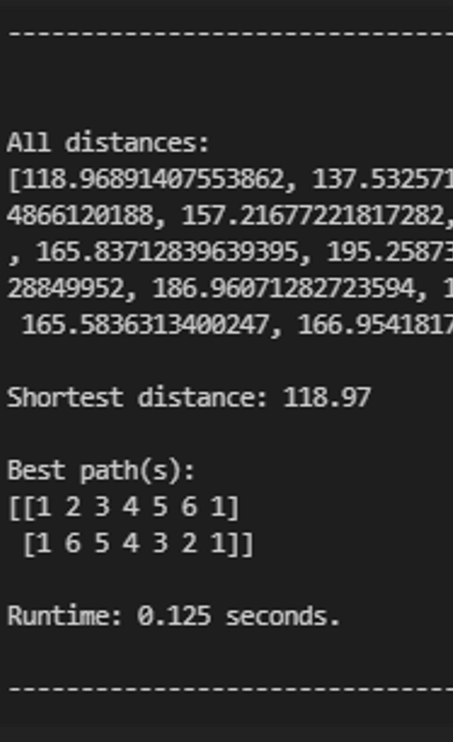 --------------------------------
All distances:
[118.96891407553862, 137.532571
4866120188, 157.21677221817282,
, 165.83712839639395, 195.25873
28849952, 186.96071282723594, 1
165.5836313400247, 166.9541817
Shortest distance: 118.97
Best path(s):
[[1 2 3 4 5 6 1]
[1 6 5 4 3 2 1]]
Runtime: 0.125 seconds.
--------------------------------